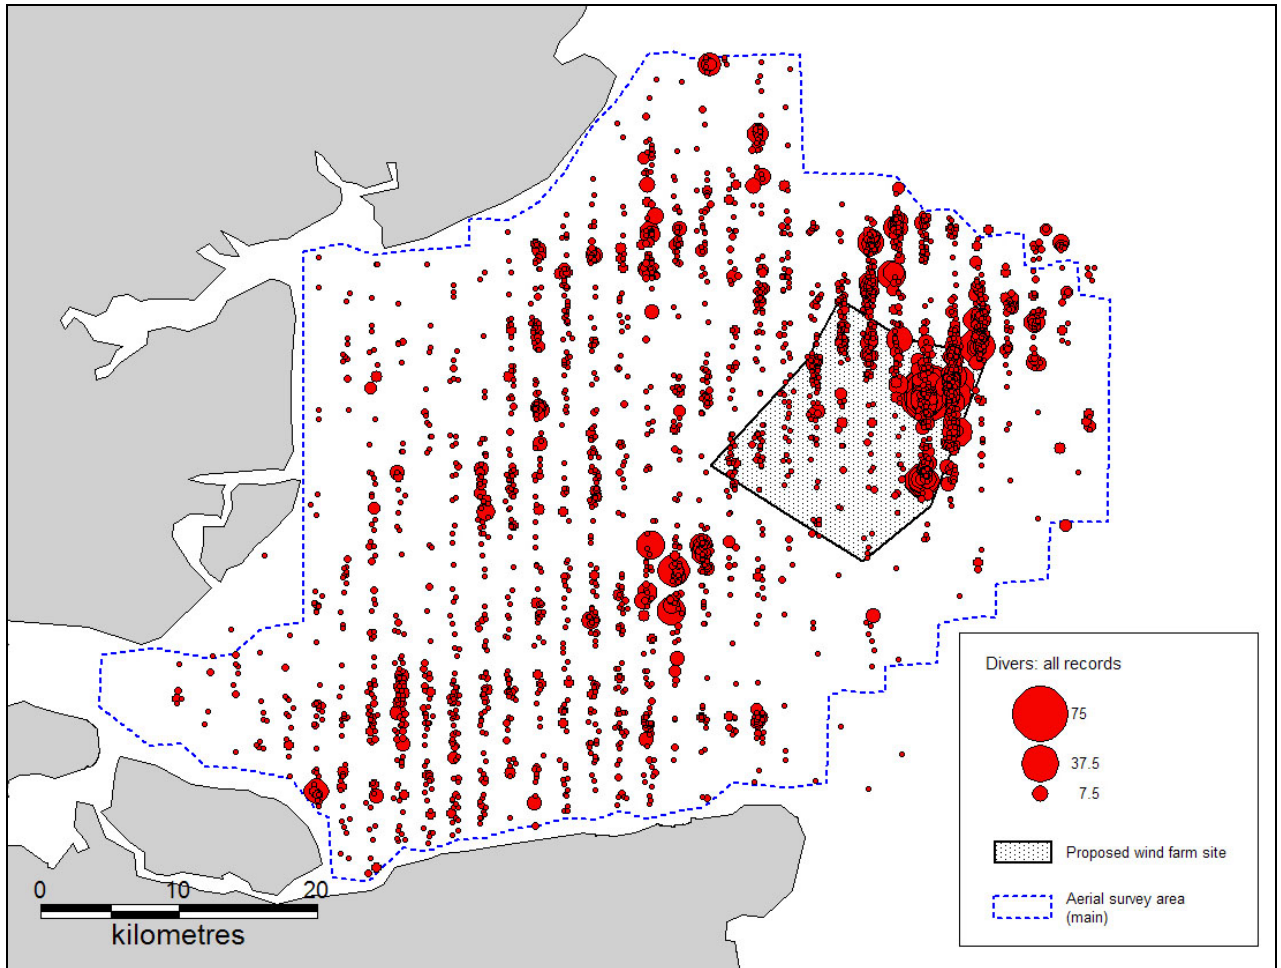 Divers: all records
75
37.5
7.5
Proposed wind farm site
Aerial survey area
(main)
0 10 20
kilometres